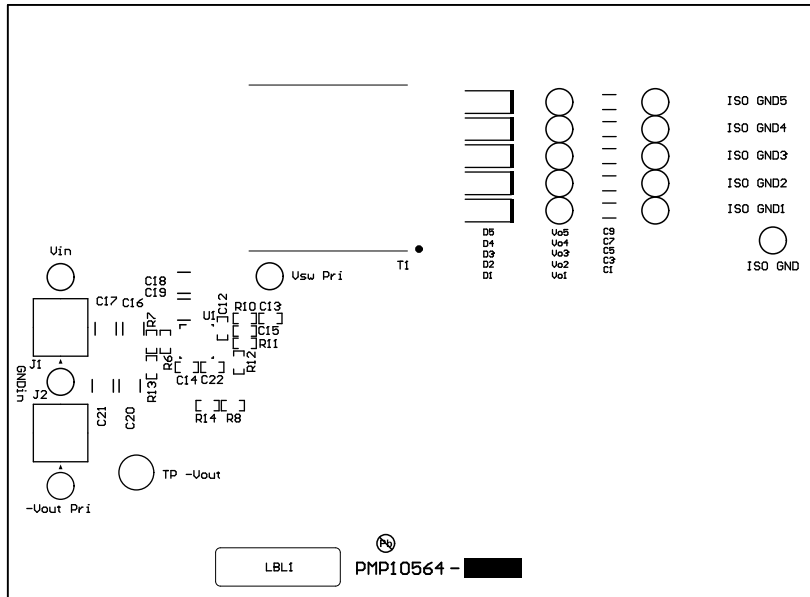 ISO GND5
ISO GND4
ISO GND3
ISO GND2
ISO GND1
D5 Vo5 C9
D4 Vo4 C7
D3 Vo3 C5
D2 Vo2 C3
D1 Vo1 C1
ISO GND
T1
Vin
Vsw Pri
C18
C19
C17 C16
R7
U1
C12
R10 C13
C15
R11
J1
R6
R12
GNDin
J2
R13
C14 C22
C21
C20
R14 R8
TP -Vout
-Vout Pri
Pb
LBL1
PMP10564-